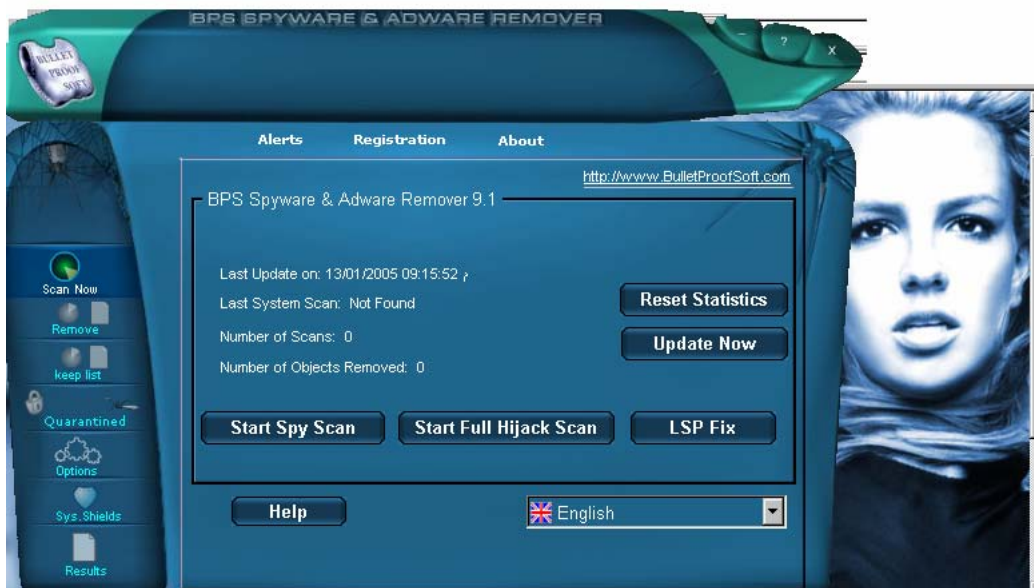 BPS SPYWARE & ADWARE REMOVER
? X
BULLET
PROOF
SOFT
Alerts Registration About
http://www.BulletProofSoft.com
BPS Spyware & Adware Remover 9.1
Last Update on: 13/01/2005 09:15:52 م
Last System Scan: Not Found
Number of Scans: 0
Number of Objects Removed: 0
Reset Statistics
Update Now
Start Spy Scan Start Full Hijack Scan LSP Fix
Help
English
Scan Now
Remove
keep list
Quarantined
Options
Sys.Shields
Results